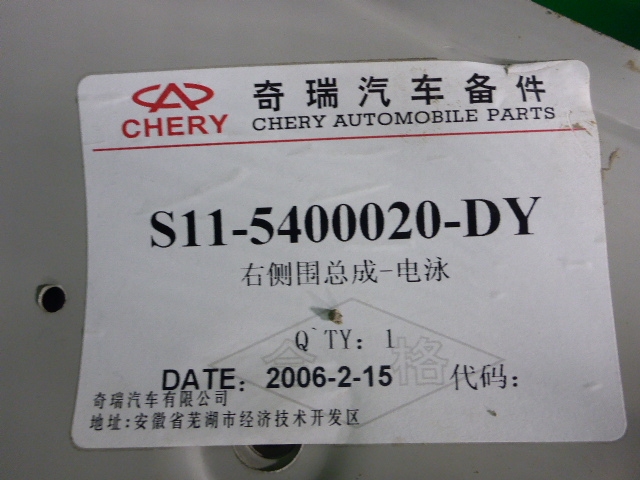 奇瑞汽车备件
CHERY
CHERY AUTOMOBILE PARTS
S11-5400020-DY
右侧围总成-电泳
Q`TY: 1
合格
DATE: 2006-2-15 代码:
奇瑞汽车有限公司
地址:安徽省芜湖市经济技术开发区